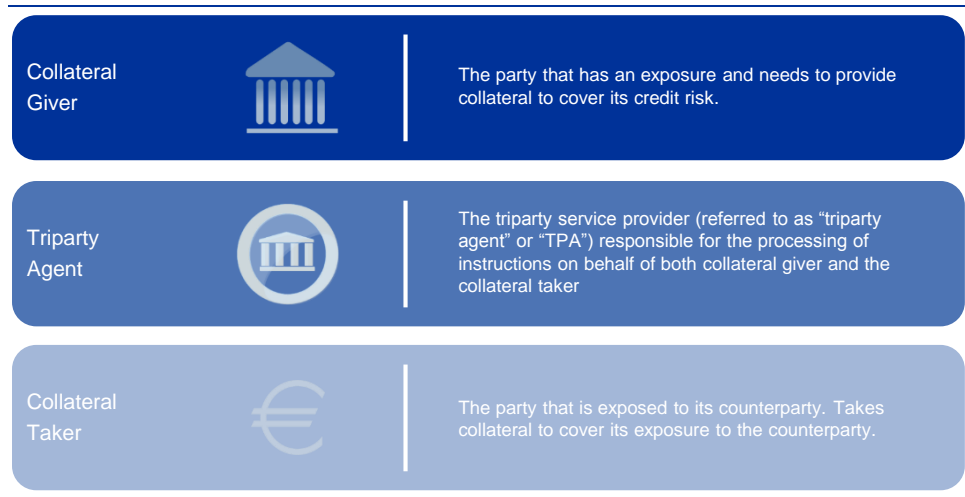 Collateral
Giver
The party that has an exposure and needs to provide
collateral to cover its credit risk.
Triparty
Agent
The triparty service provider (referred to as “triparty
agent” or “TPA”) responsible for the processing of
instructions on behalf of both collateral giver and the
collateral taker
Collateral
Taker
€
The party that is exposed to its counterparty. Takes
collateral to cover its exposure to the counterparty.